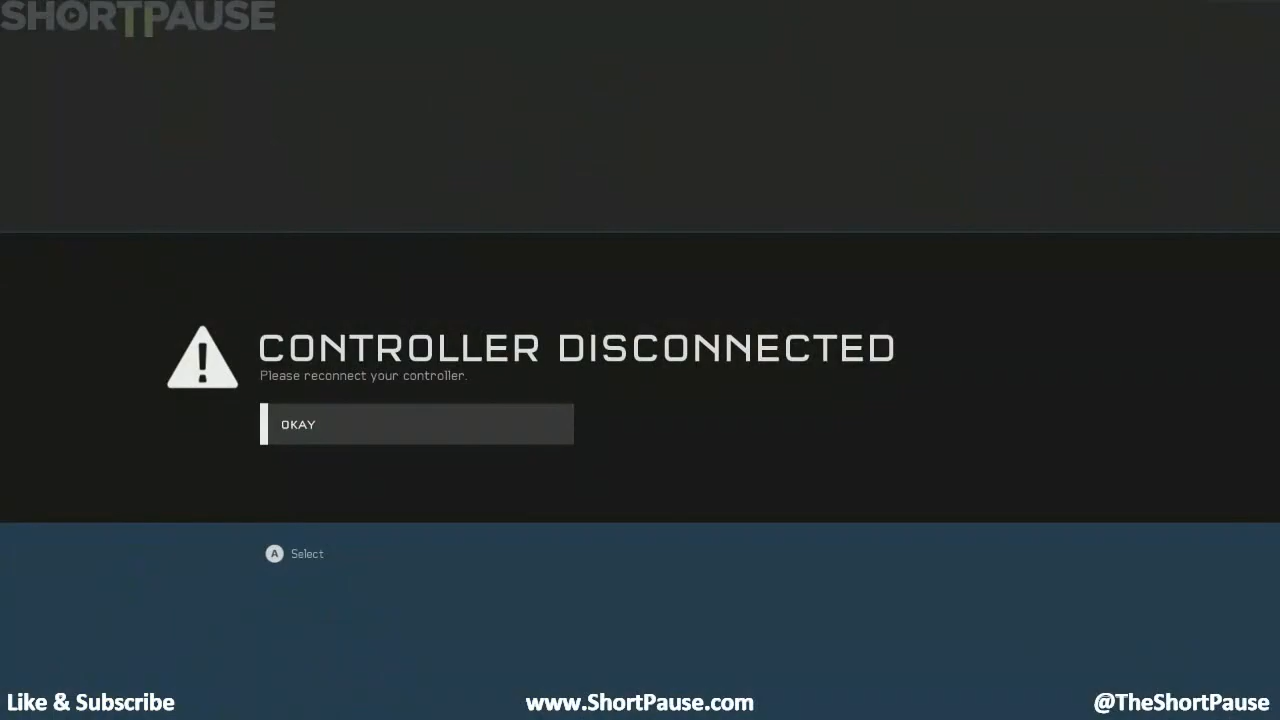 SHORTPAUSE
CONTROLLER DISCONNECTED
Please reconnect your controller.
OKAY
A Select
Like & Subscribe
www.ShortPause.com
@TheShortPause